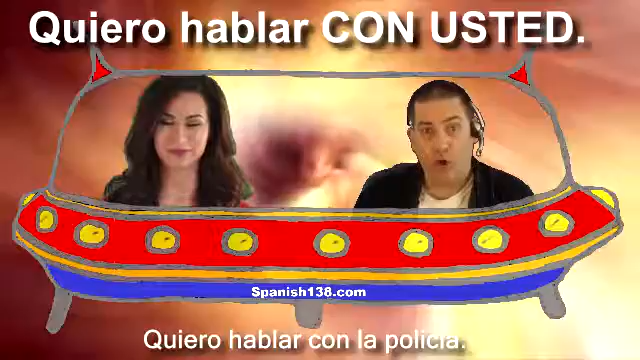 Quiero hablar CON USTED.
Spanish138.com
Quiero hablar con la policía.